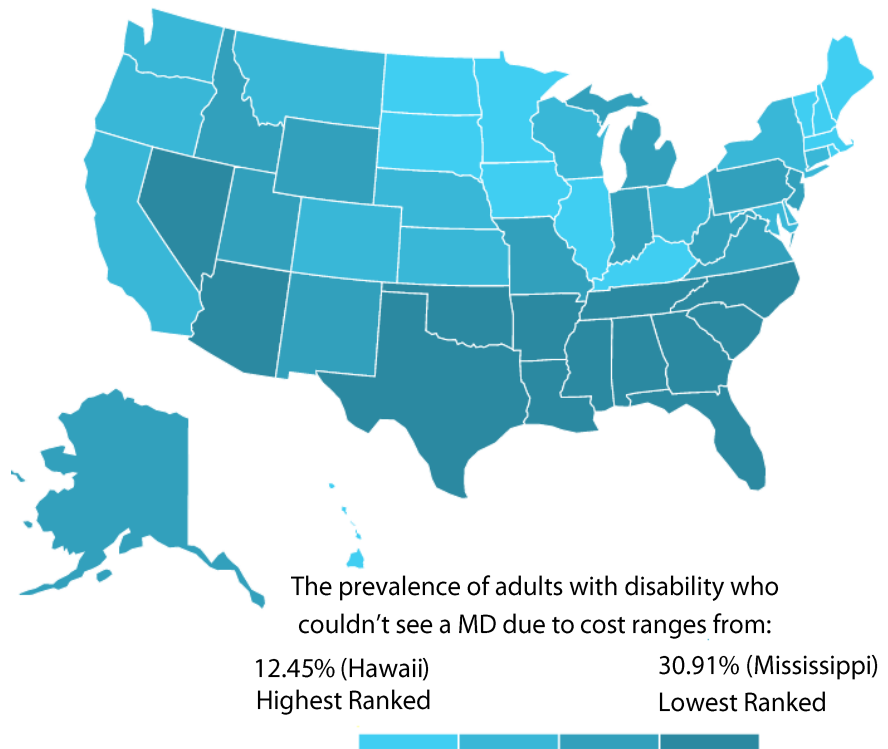 The prevalence of adults with disability who
couldn't see a MD due to cost ranges from:
12.45% (Hawaii)
Highest Ranked
30.91% (Mississippi)
Lowest Ranked